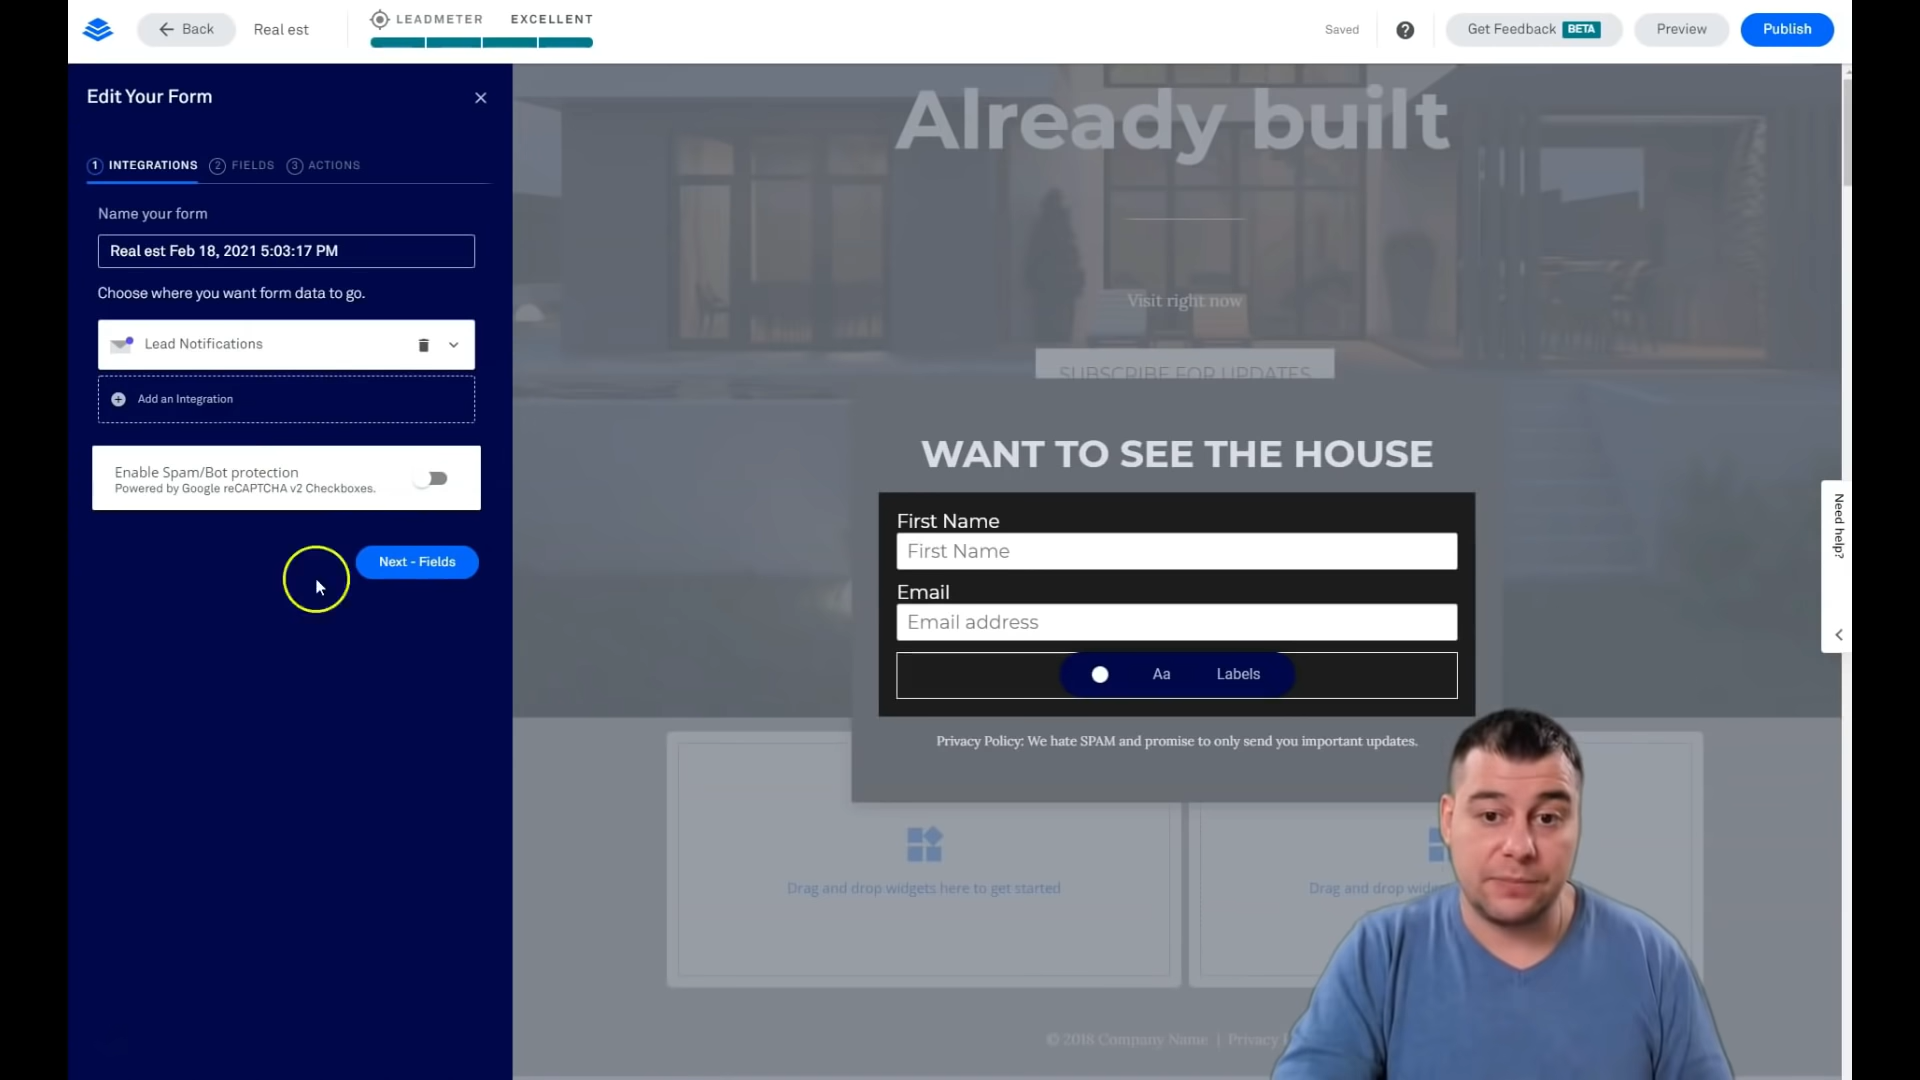 Back
Real est
LEADMETER EXCELLENT
Saved
?
Get Feedback BETA
Preview
Publish
Edit Your Form
1 INTEGRATIONS 2 FIELDS 3 ACTIONS
Name your form
Real est Feb 18, 2021 5:03:17 PM
Choose where you want form data to go.
Lead Notifications
Add an Integration
Enable Spam/Bot protection
Powered by Google reCAPTCHA v2 Checkboxes.
Next - Fields
Already built
Visit right now
SUBSCRIBE FOR UPDATES
WANT TO SEE THE HOUSE
First Name
First Name
Email
Email address
Aa Labels
Privacy Policy: We hate SPAM and promise to only send you important updates.
Drag and drop widgets here to get started
Drag and drop
© 2018 Company Name | Privacy
Need help?